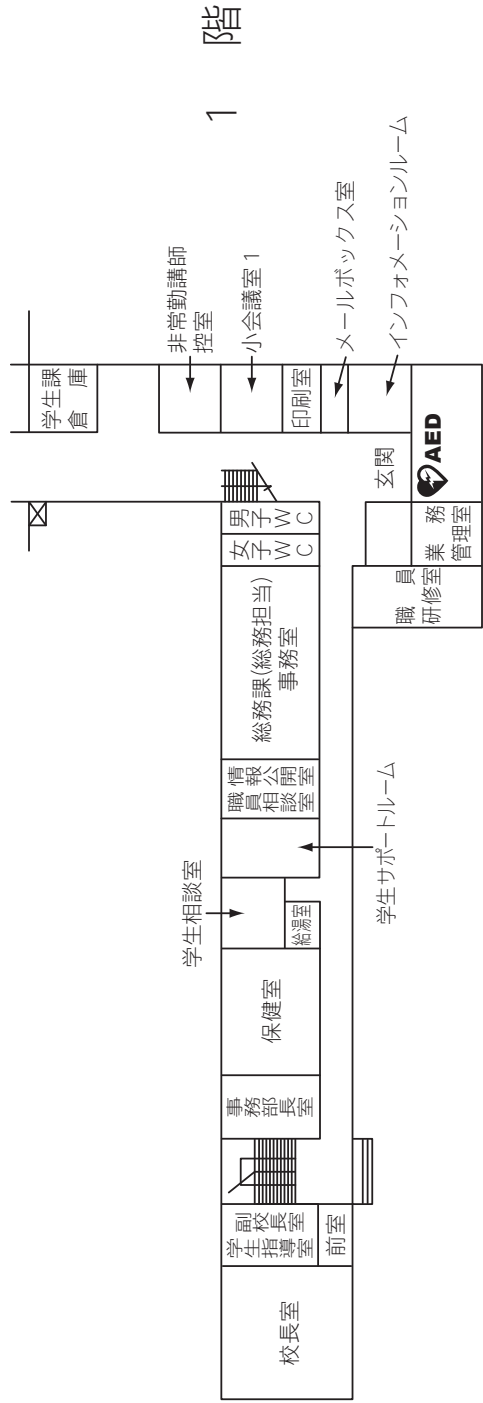 1 階
学生課
倉庫
非常勤講師
控室
小会議室1
印刷室
メールボックス室
インフォメーションルーム
玄関
AED
男子WC
女子WC
業務
管理室
職員
研修室
総務課(総務担当)
事務室
情報公開室
職員相談室
学生サポートルーム
学生相談室
給湯室
保健室
事務部長室
副校長室
学生指導室
前室
校長室